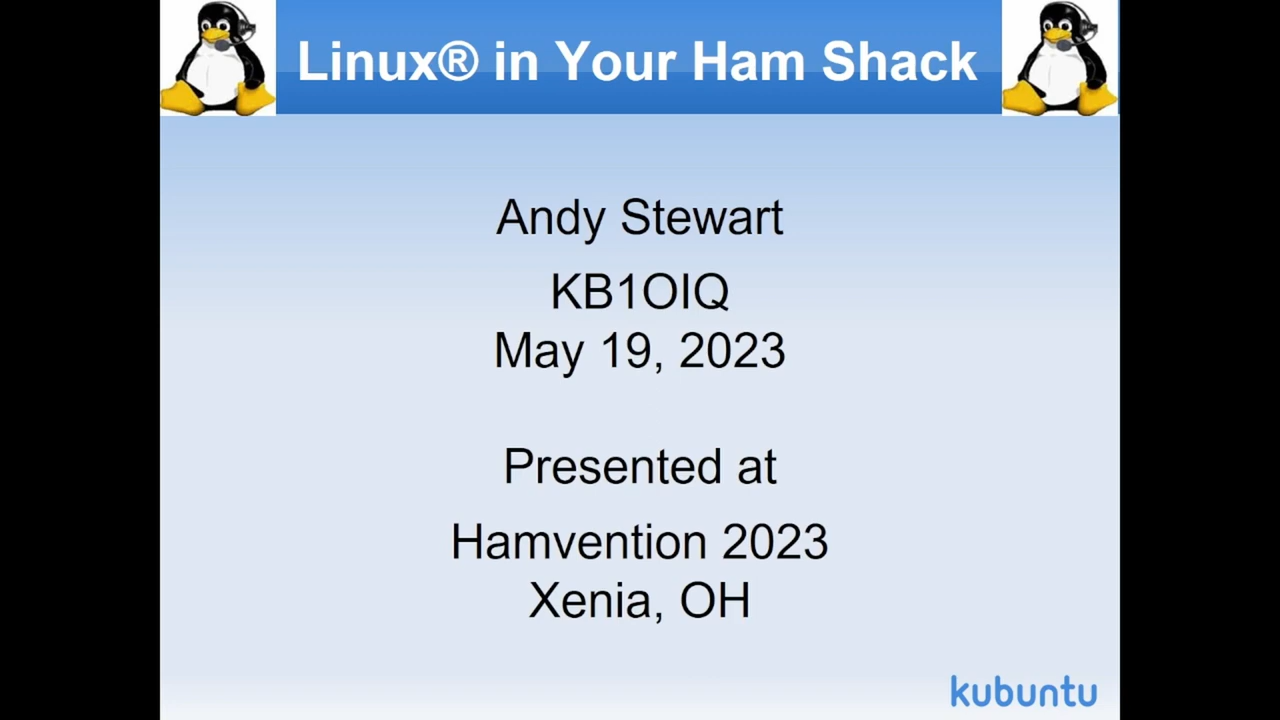 Linux® in Your Ham Shack
Andy Stewart
KB1OIQ
May 19, 2023
Presented at
Hamvention 2023
Xenia, OH
kubuntu